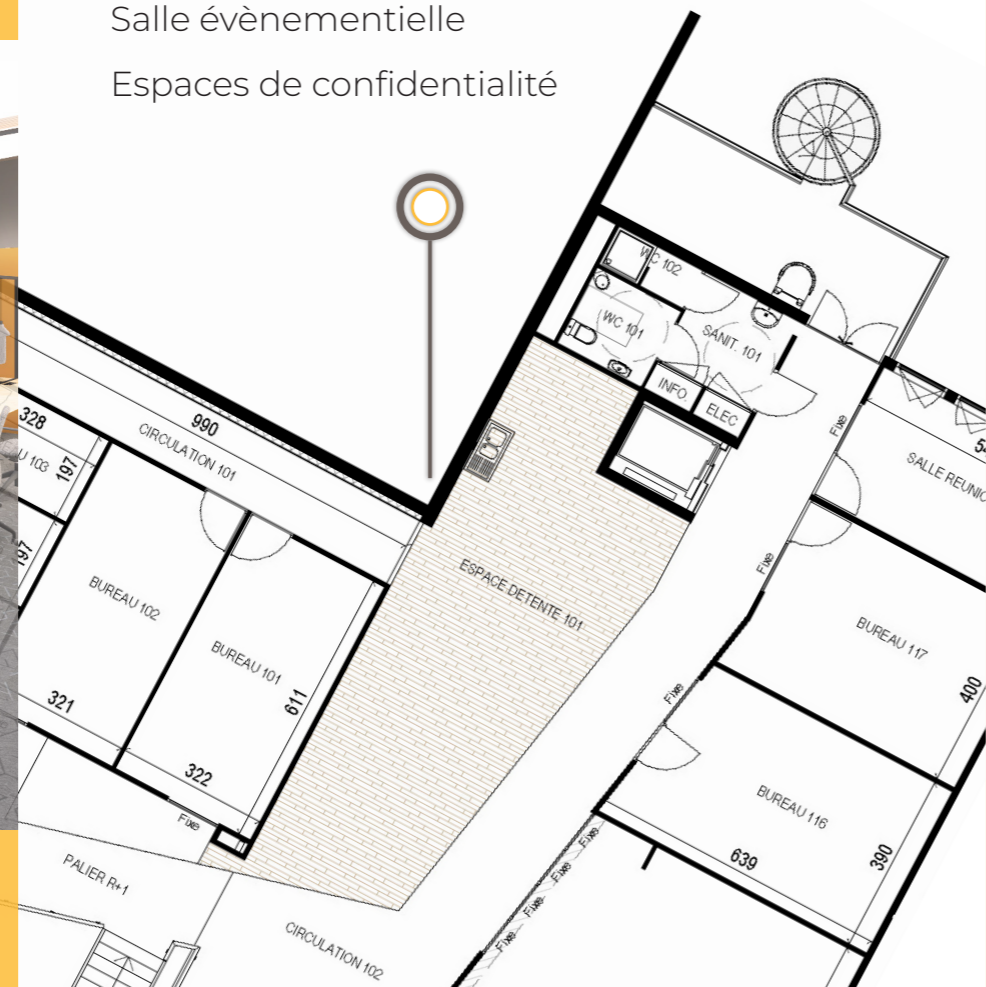 Salle évènementielle
Espaces de confidentialité
WC 102
WC 101
SANIT. 101
INFO.
ELEC
Fixe
SALLE REUNIO
328
U 103
197
197
990
CIRCULATION 101
BUREAU 102
BUREAU 101
321
322
611
Fixe
ESPACE DETENTE 101
Fixe
BUREAU 117
400
Fixe
BUREAU 116
639
390
Fixe
Fixe
Fixe
Fixe
PALIER R+1
CIRCULATION 102